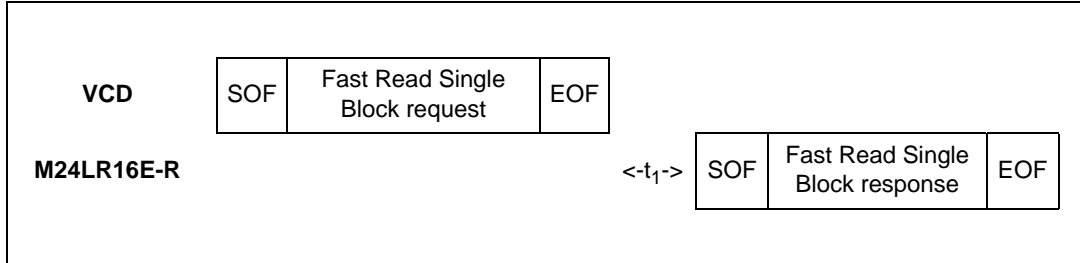 VCD SOF Fast Read Single Block request EOF
M24LR16E-R <-t1-> SOF Fast Read Single Block response EOF